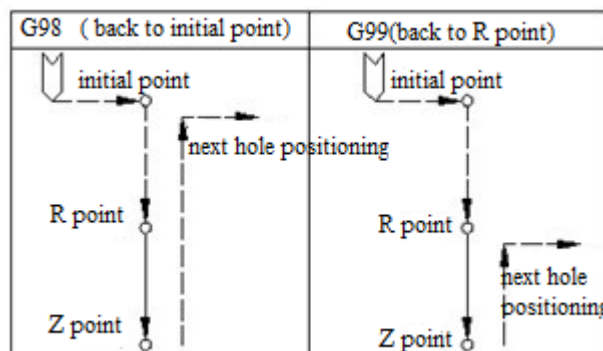 G98 ( back to initial point)
G99(back to R point)
initial point
next hole positioning
R point
Z point
initial point
R point
next hole
positioning
Z point